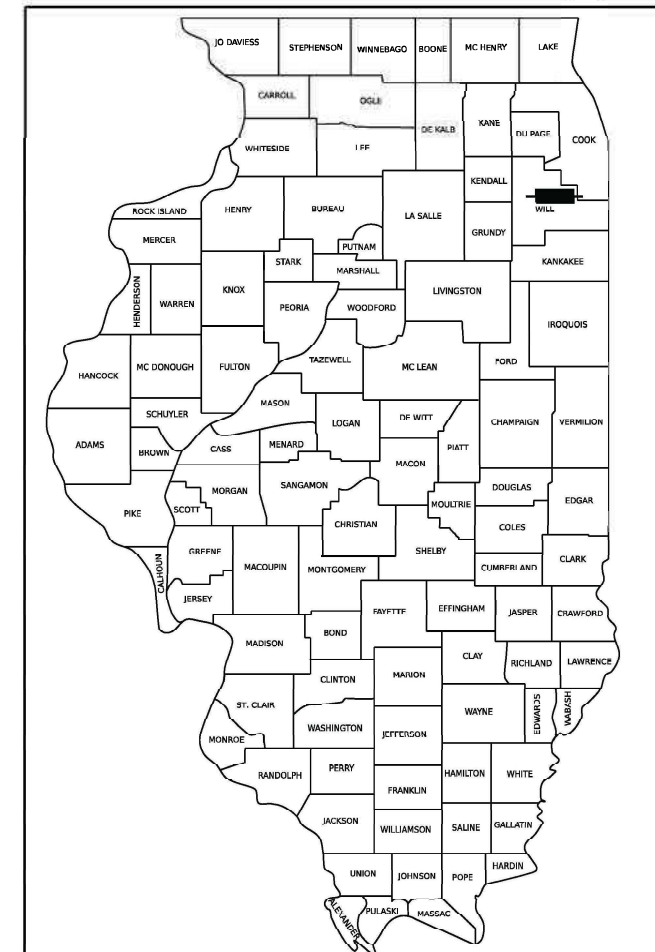 JO DAVIESS
STEPHENSON
WINNEBAGO
BOONE
MC HENRY
LAKE
CARROLL
OGLE
DE KALB
KANE
DU PAGE
COOK
WHITESIDE
LEE
KENDALL
WILL
ROCK ISLAND
HENRY
BUREAU
LA SALLE
GRUNDY
MERCER
PUTNAM
KANKAKEE
STARK
MARSHALL
HENDERSON
WARREN
KNOX
PEORIA
WOODFORD
LIVINGSTON
IROQUOIS
HANCOCK
MC DONOUGH
FULTON
TAZEWELL
MC LEAN
FORD
MASON
SCHUYLER
LOGAN
DE WITT
CHAMPAIGN
VERMILION
ADAMS
BROWN
CASS
MENARD
PIATT
MACON
MORGAN
SANGAMON
DOUGLAS
EDGAR
PIKE
SCOTT
MOULTRIE
CHRISTIAN
COLES
GREENE
MACOUPIN
MONTGOMERY
SHELBY
CLARK
CUMBERLAND
CALHOUN
JERSEY
FAYETTE
EFFINGHAM
JASPER
CRAWFORD
MADISON
BOND
CLAY
RICHLAND
LAWRENCE
CLINTON
MARION
ST. CLAIR
WAYNE
EDWARDS
WABASH
MONROE
WASHINGTON
JEFFERSON
RANDOLPH
PERRY
HAMILTON
WHITE
FRANKLIN
JACKSON
WILLIAMSON
SALINE
GALLATIN
UNION
JOHNSON
POPE
HARDIN
ALEXANDER
PULASKI
MASSAC